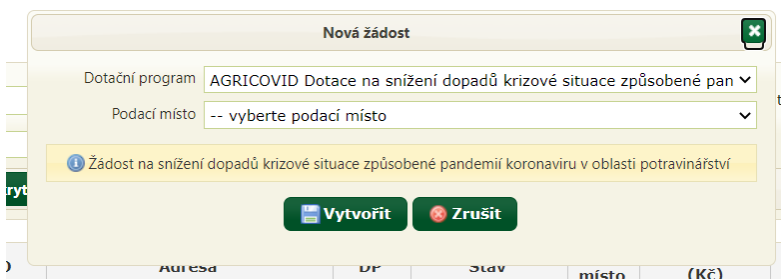 Nová žádost
Dotační program AGRICOVID Dotace na snížení dopadů krizové situace způsobené pan
Podací místo -- vyberte podací místo
Žádost na snížení dopadů krizové situace způsobené pandemií koronaviru v oblasti potravinářství
Vytvořit Zrušit
Adresa DP Stav místo (Kč)